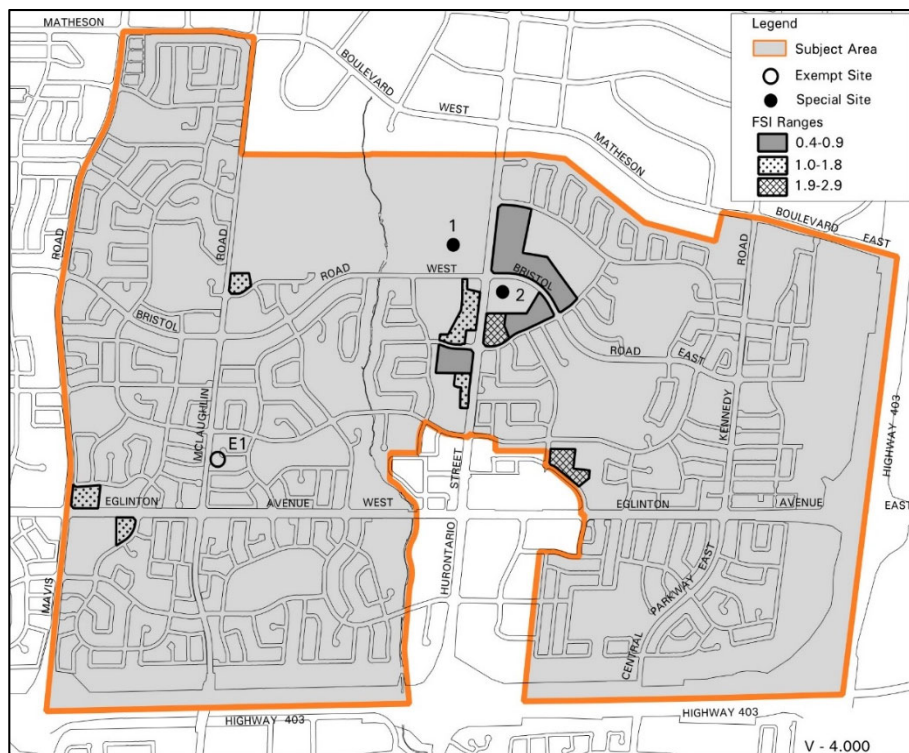 MATHESON
BOULEVARD
WEST
MATHESON
BOULEVARD
EAST
Legend
Subject Area
Exempt Site
Special Site
FSI Ranges
0.4-0.9
1.0-1.8
1.9-2.9
ROAD
ROAD
ROAD
1
ROAD
WEST
BRISTOL
2
BRISTOL
ROAD
EAST
MCLAUGHLIN
KENNEDY
HIGHWAY 403
E1
STREET
EGLINTON
AVENUE
WEST
EGLINTON
AVENUE
EAST
HURONTARIO
MAVIS
PARKWAY EAST
CENTRAL
HIGHWAY 403
HIGHWAY 403
V - 4.000